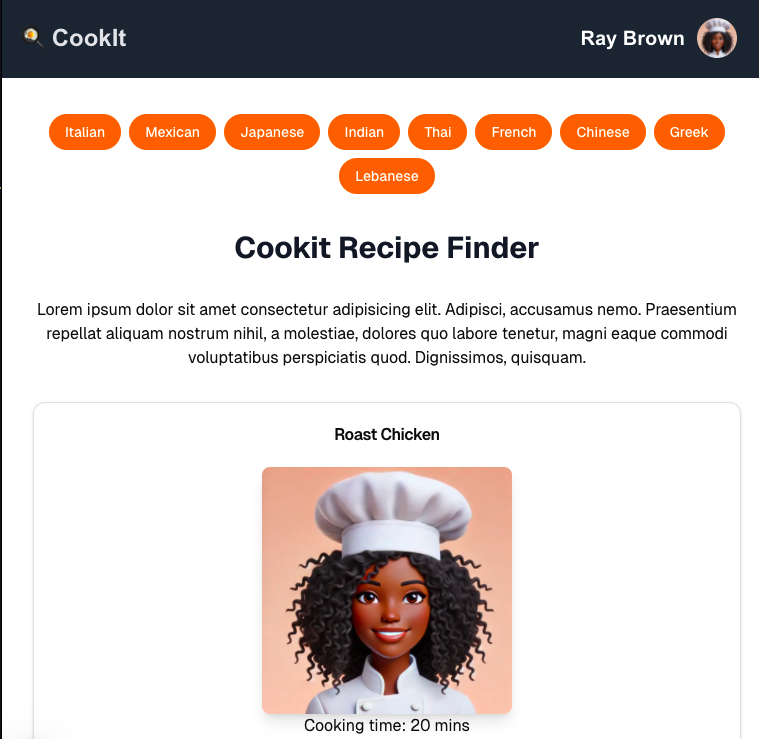 CookIt
Ray Brown
Italian Mexican Japanese Indian Thai French Chinese Greek
Lebanese
Cookit Recipe Finder
Lorem ipsum dolor sit amet consectetur adipisicing elit. Adipisci, accusamus nemo. Praesentium
repellat aliquam nostrum nihil, a molestiae, dolores quo labore tenetur, magni eaque commodi
voluptatibus perspiciatis quod. Dignissimos, quisquam.
Roast Chicken
Cooking time: 20 mins